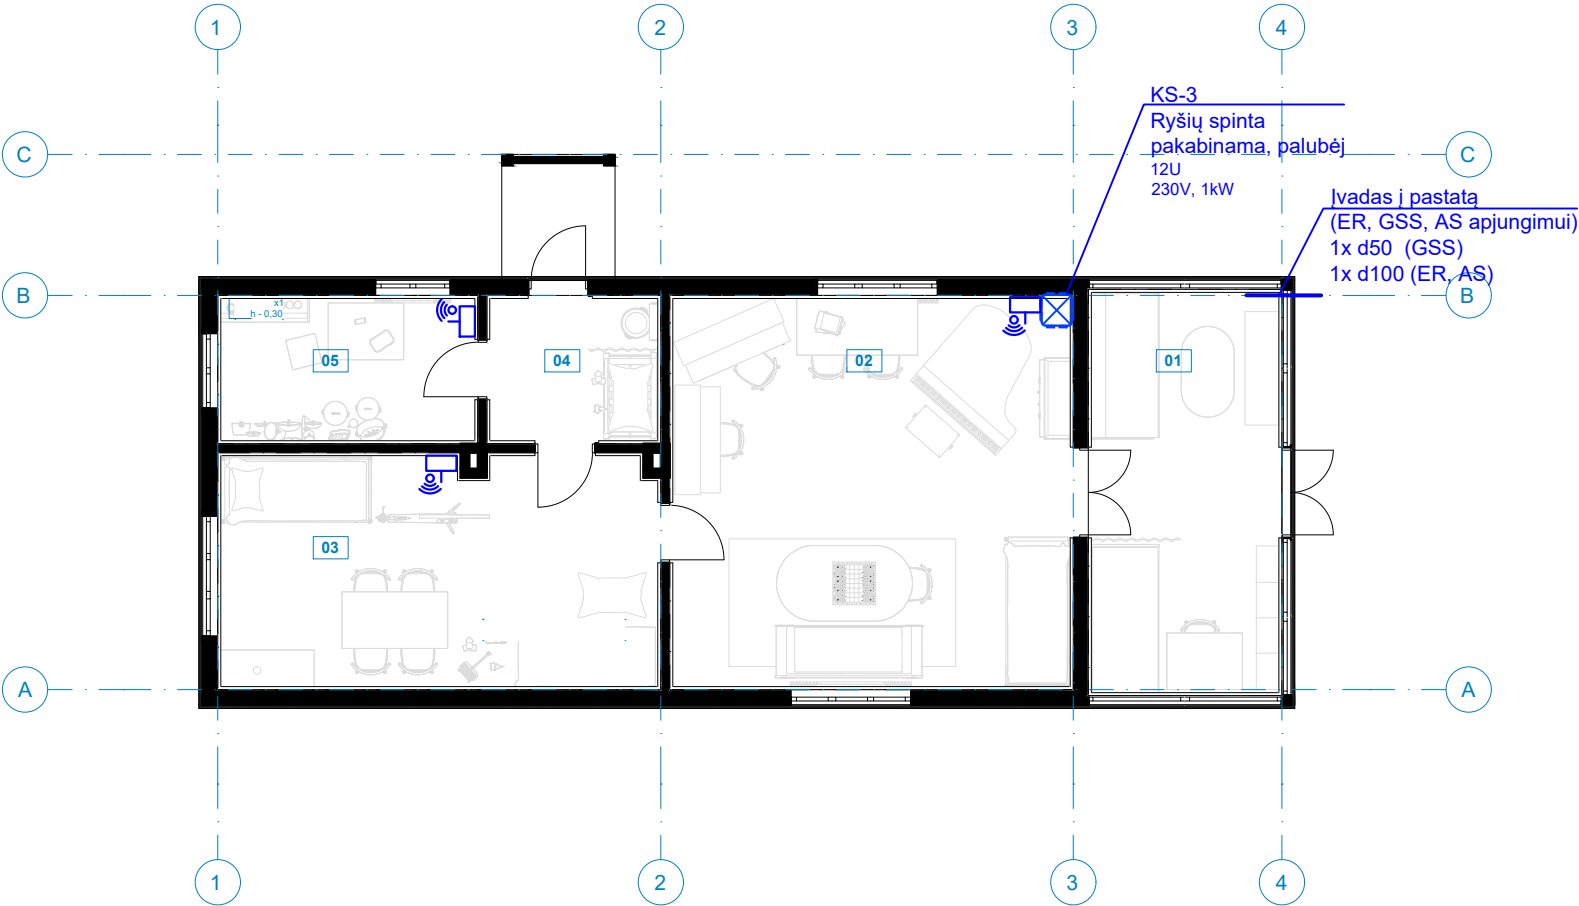 1
2
3
4
KS-3
Ryšių spinta
pakabinama, palubėj
12U
230V, 1kW
C
C
Įvadas į pastatą
(ER, GSS, AS apjungimui)
1x d50 (GSS)
1x d100 (ER, AS)
B
B
x1
h - 0,30
05
04
02
01
03
A
A
1
2
3
4